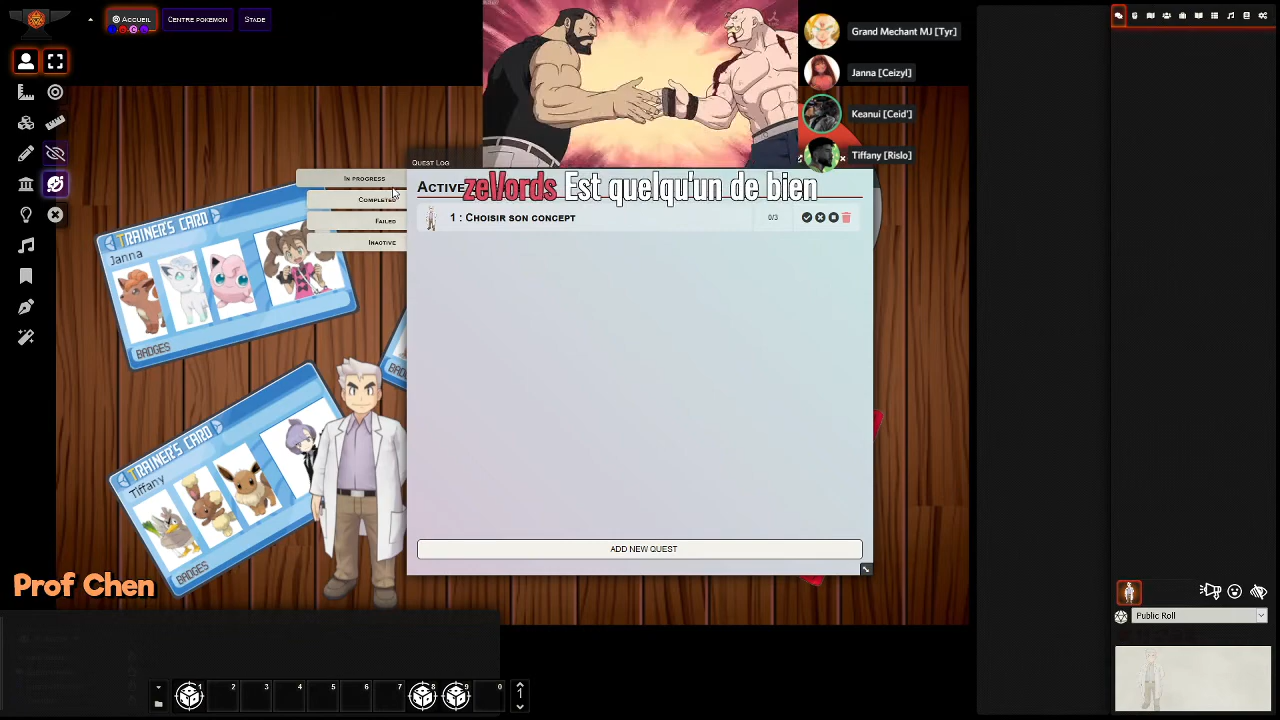 Accueil
Centre pokemon
Stade
Grand Mechant MJ [Tyr]
Janna [Ceizyl]
Keanui [Ceid']
Tiffany [Rislo]
Quest Log
In progress
Completed
Failed
Inactive
Active
zel/ords Est quelqu'un de bien
1 : Choisir son concept
0/3
Trainer's Card
Janna
BADGES
Trainer's Card
Tiffany
BADGES
Add new quest
Prof Chen
Public Roll
1
2
3
4
5
6
7
8
9
0
1